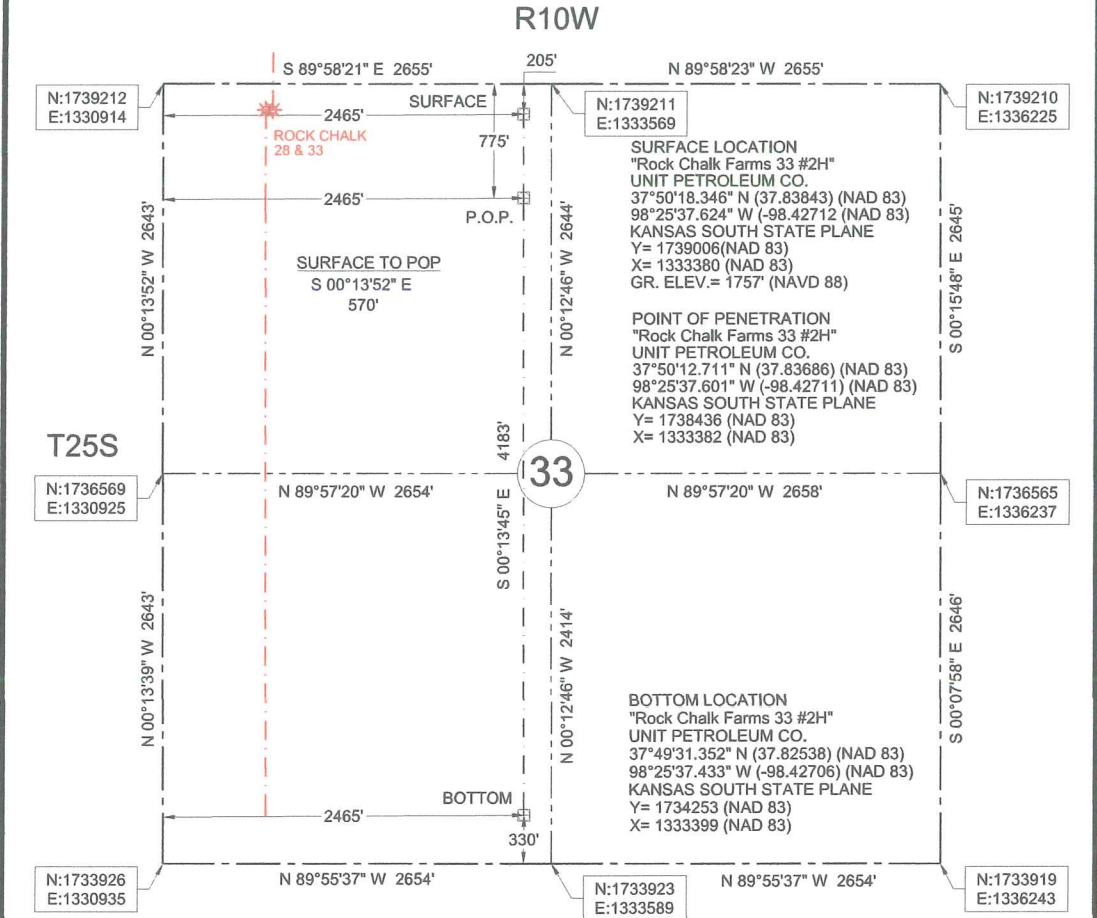 R10W
S 89°58'21" E 2655'
205'
N 89°58'23" W 2655'
N:1739212
E:1330914
N:1739211
E:1333569
N:1739210
E:1336225
2465'
SURFACE
ROCK CHALK
28 & 33
775'
2465'
P.O.P.
SURFACE TO POP
S 00°13'52" E
570'
N 00°13'52" W 2643'
N 00°12'46" W 2644'
S 00°15'48" E 2645'
SURFACE LOCATION
"Rock Chalk Farms 33 #2H"
UNIT PETROLEUM CO.
37°50'18.346" N (37.83843) (NAD 83)
98°25'37.624" W (-98.42712 (NAD 83)
KANSAS SOUTH STATE PLANE
Y= 1739006(NAD 83)
X= 1333380 (NAD 83)
GR. ELEV.= 1757' (NAVD 88)
POINT OF PENETRATION
"Rock Chalk Farms 33 #2H"
UNIT PETROLEUM CO.
37°50'12.711" N (37.83686) (NAD 83)
98°25'37.601" W (-98.42711) (NAD 83)
KANSAS SOUTH STATE PLANE
Y= 1738436 (NAD 83)
X= 1333382 (NAD 83)
T25S
N:1736569
E:1330925
N 89°57'20" W 2654'
33
N 89°57'20" W 2658'
N:1736565
E:1336237
S 00°13'45" E 4183'
N 00°13'39" W 2643'
N 00°12'46" W 2414'
S 00°07'58" E 2646'
BOTTOM LOCATION
"Rock Chalk Farms 33 #2H"
UNIT PETROLEUM CO.
37°49'31.352" N (37.82538) (NAD 83)
98°25'37.433" W (-98.42706) (NAD 83)
KANSAS SOUTH STATE PLANE
Y= 1734253 (NAD 83)
X= 1333399 (NAD 83)
2465'
BOTTOM
330'
N:1733926
E:1330935
N 89°55'37" W 2654'
N:1733923
E:1333589
N 89°55'37" W 2654'
N:1733919
E:1336243